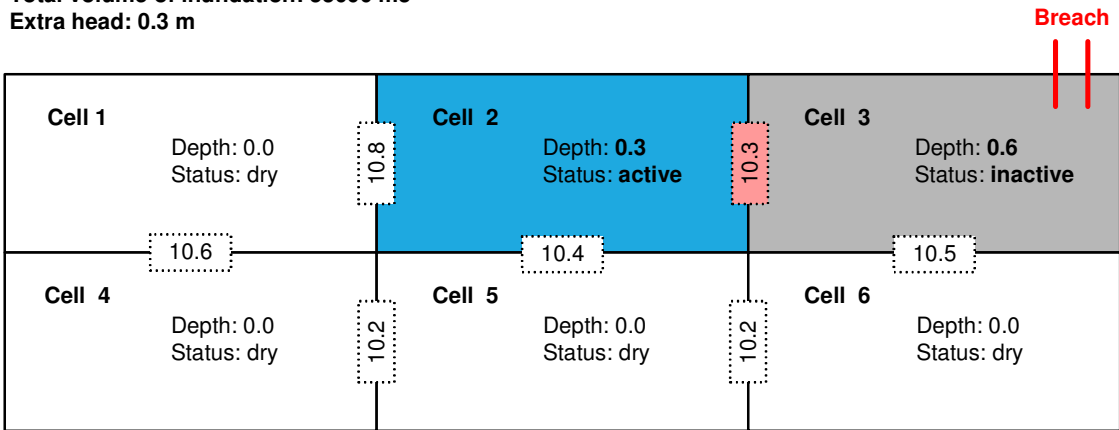 Extra head: 0.3 m
Breach
Cell 1
Depth: 0.0
Status: dry
10.8
Cell 2
Depth: 0.3
Status: active
10.3
Cell 3
Depth: 0.6
Status: inactive
10.6
10.4
10.5
Cell 4
Depth: 0.0
Status: dry
10.2
Cell 5
Depth: 0.0
Status: dry
10.2
Cell 6
Depth: 0.0
Status: dry